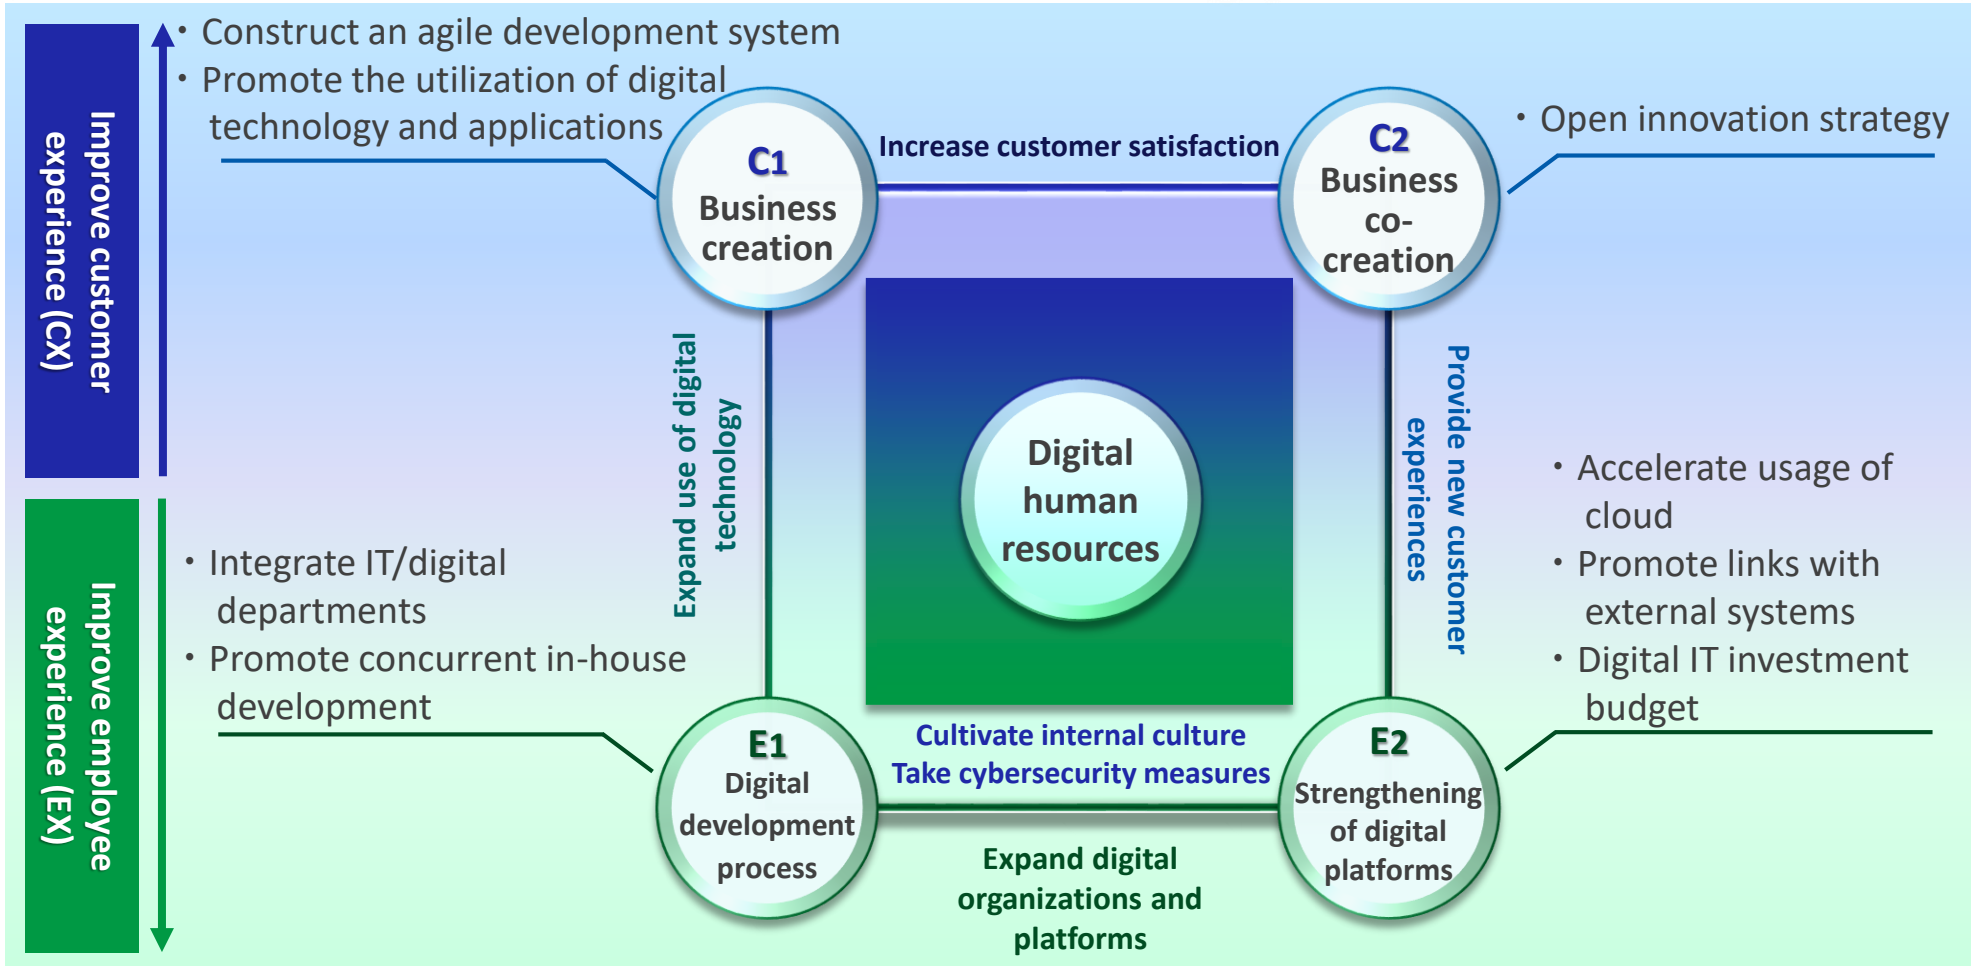 Improve customer
experience (CX)
・Construct an agile development system
・Promote the utilization of digital
technology and applications
C1
Business
creation
Increase customer satisfaction
C2
Business
co-
creation
・Open innovation strategy
Expand use of digital
technology
Digital
human
resources
Provide new customer
experiences
Improve employee
experience (EX)
・Integrate IT/digital
departments
・Promote concurrent in-house
development
E1
Digital
development
process
Cultivate internal culture
Take cybersecurity measures
Expand digital
organizations and
platforms
E2
Strengthening
of digital
platforms
・Accelerate usage of
cloud
・Promote links with
external systems
・Digital IT investment
budget